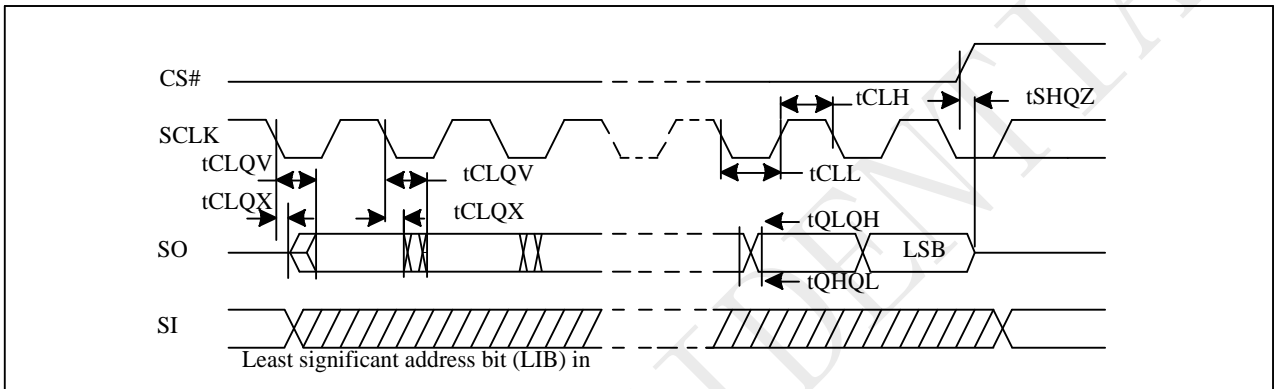 CS#
tCLH
tSHQZ
SCLK
tCLQV
tCLQV
tCLL
tCLQX
tCLQX
tQLQH
SO
LSB
tQHQL
SI
Least significant address bit (LIB) in
IDENTIA